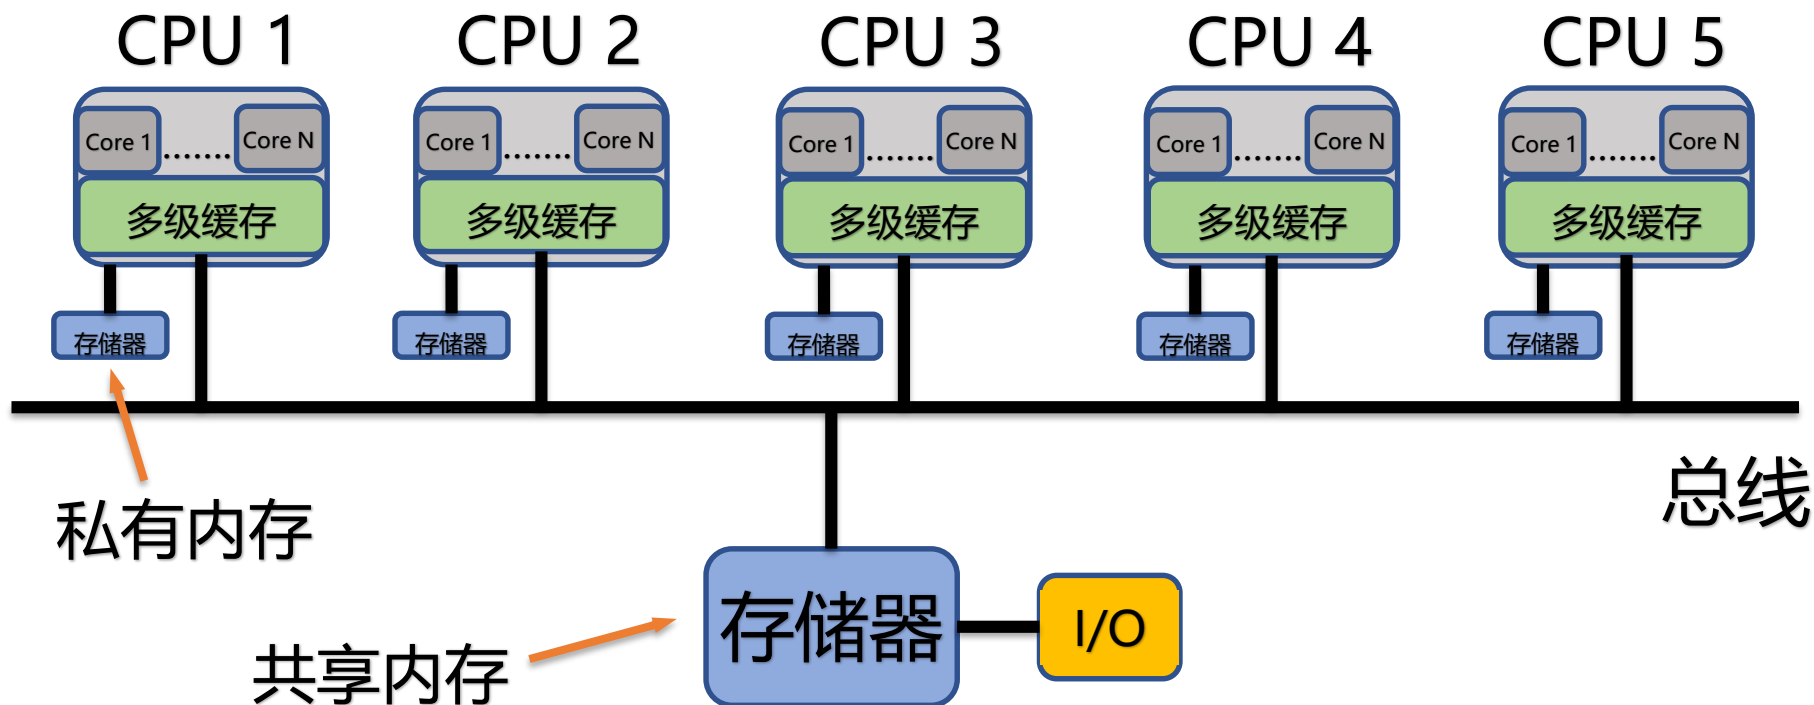 CPU 1
CPU 2
CPU 3
CPU 4
CPU 5
Core 1 ....... Core N
Core 1 ....... Core N
Core 1 ....... Core N
Core 1 ....... Core N
Core 1 ....... Core N
多级缓存
多级缓存
多级缓存
多级缓存
多级缓存
存储器
存储器
存储器
存储器
存储器
总线
私有内存
存储器
I/O
共享内存